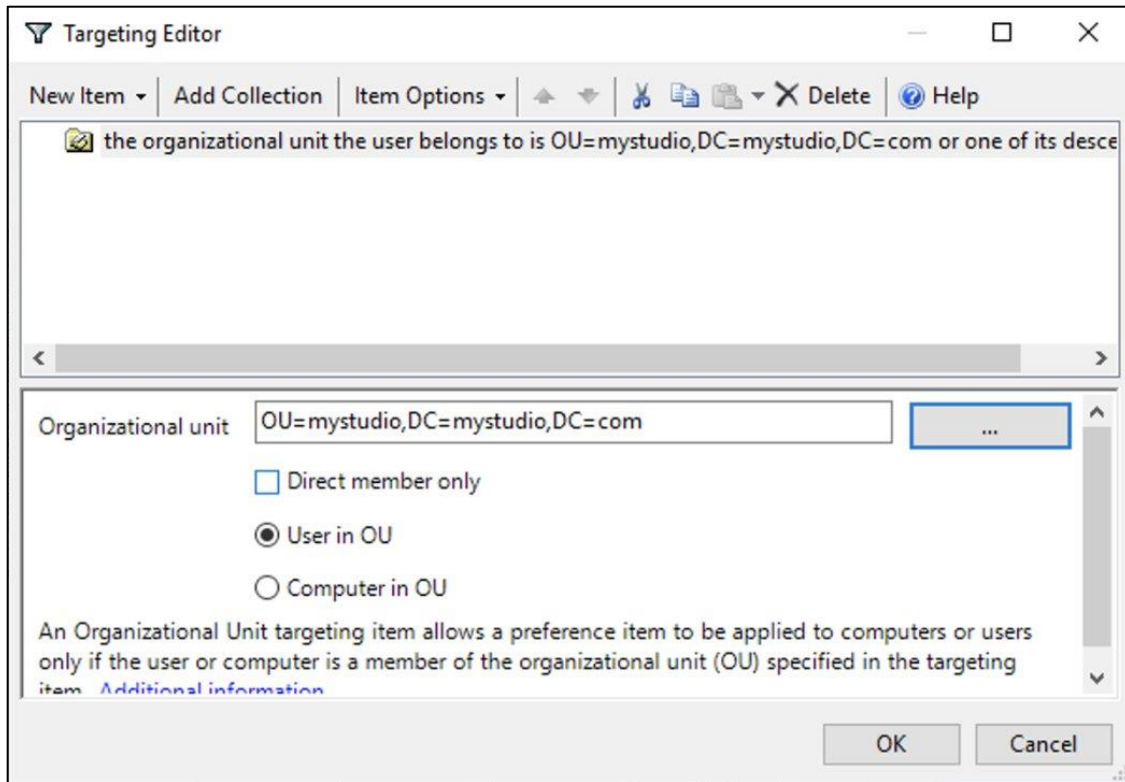 Targeting Editor
New Item Add Collection Item Options Delete Help
the organizational unit the user belongs to is OU=mystudio,DC=mystudio,DC=com or one of its desce
Organizational unit OU=mystudio,DC=mystudio,DC=com ...
Direct member only
User in OU
Computer in OU
An Organizational Unit targeting item allows a preference item to be applied to computers or users
only if the user or computer is a member of the organizational unit (OU) specified in the targeting
item. Additional information
OK Cancel